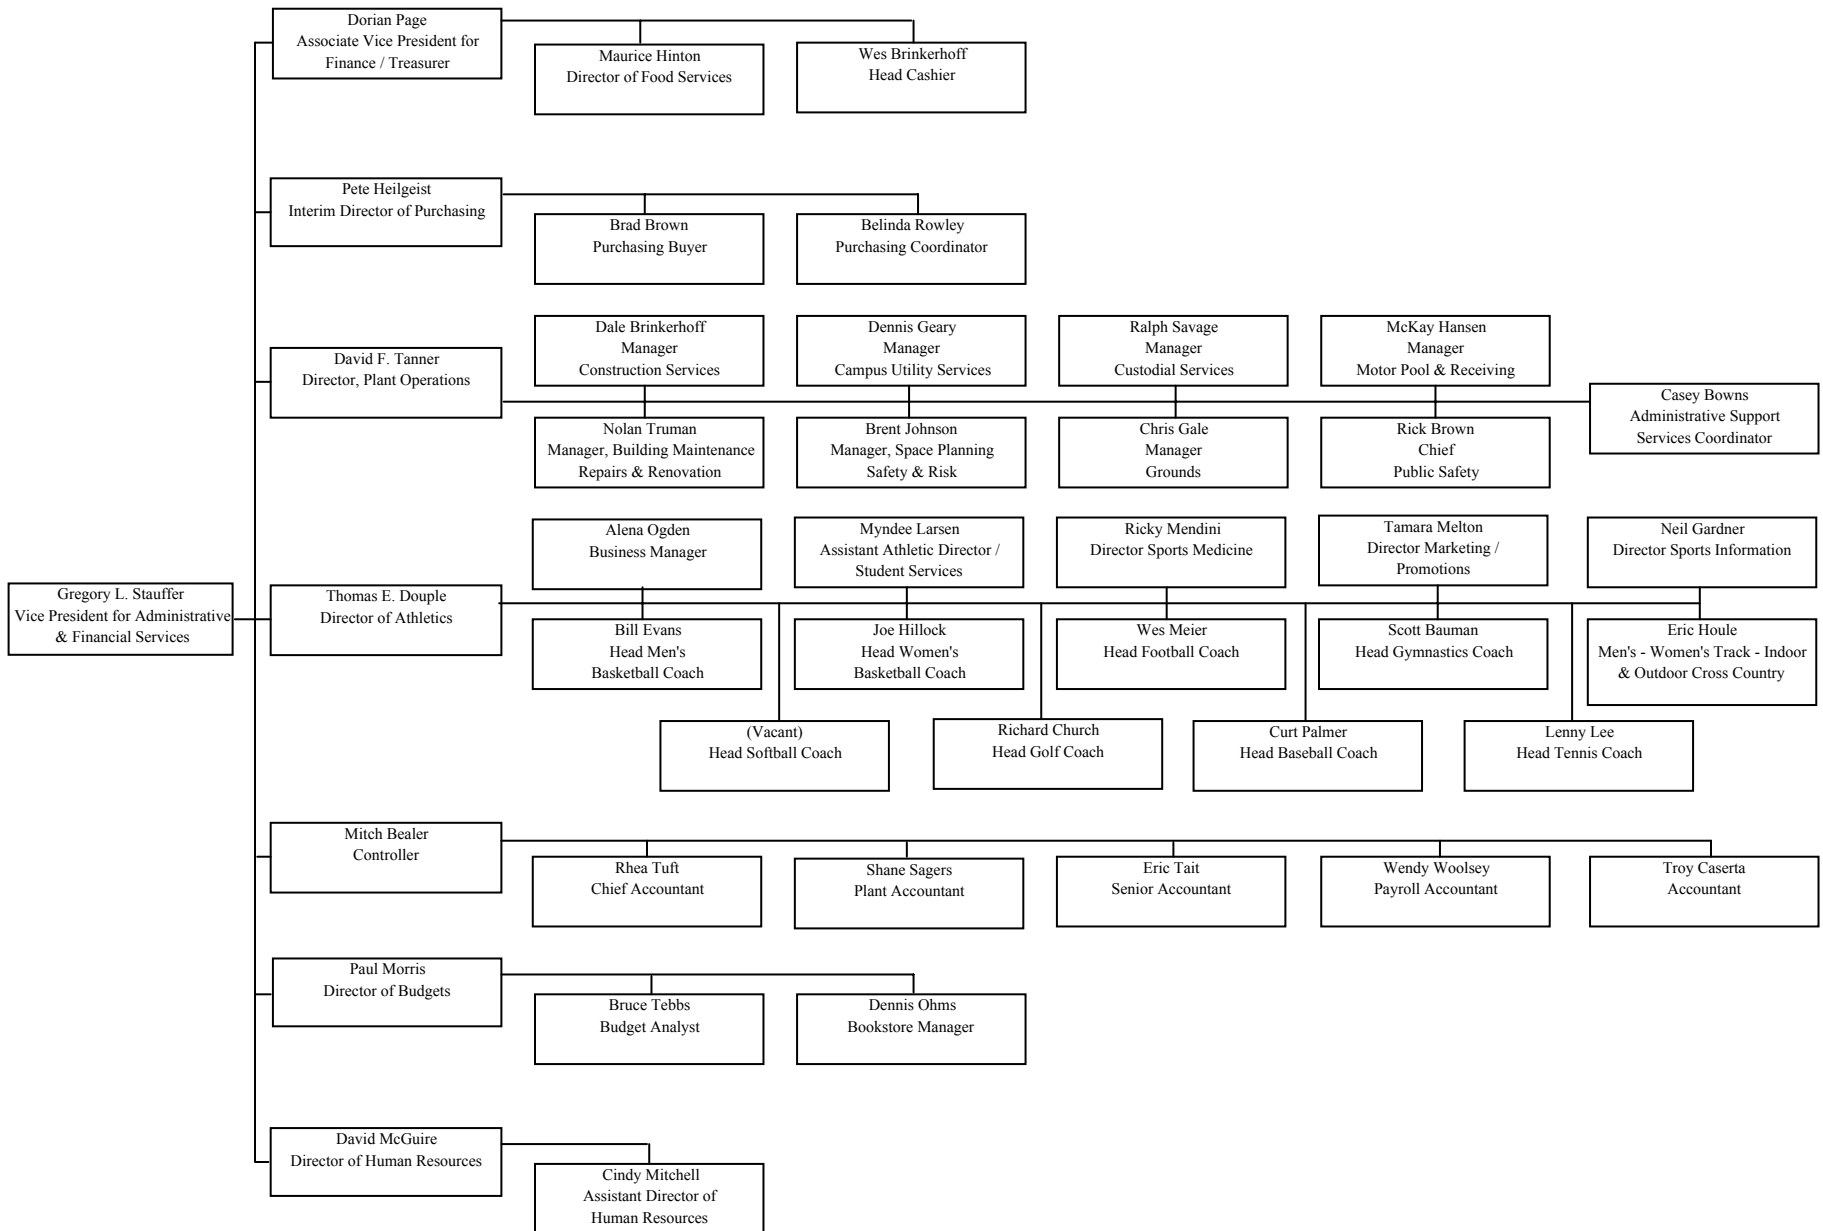 Dorian Page
Associate Vice President for
Finance / Treasurer
Maurice Hinton
Director of Food Services
Wes Brinkerhoff
Head Cashier
Pete Heilgeist
Interim Director of Purchasing
Brad Brown
Purchasing Buyer
Belinda Rowley
Purchasing Coordinator
David F. Tanner
Director, Plant Operations
Dale Brinkerhoff
Manager
Construction Services
Dennis Geary
Manager
Campus Utility Services
Ralph Savage
Manager
Custodial Services
McKay Hansen
Manager
Motor Pool & Receiving
Casey Bowns
Administrative Support
Services Coordinator
Nolan Truman
Manager, Building Maintenance
Repairs & Renovation
Brent Johnson
Manager, Space Planning
Safety & Risk
Chris Gale
Manager
Grounds
Rick Brown
Chief
Public Safety
Gregory L. Stauffer
Vice President for Administrative
& Financial Services
Thomas E. Douple
Director of Athletics
Alena Ogden
Business Manager
Myndee Larsen
Assistant Athletic Director /
Student Services
Ricky Mendini
Director Sports Medicine
Tamara Melton
Director Marketing /
Promotions
Neil Gardner
Director Sports Information
Bill Evans
Head Men's
Basketball Coach
Joe Hillock
Head Women's
Basketball Coach
Wes Meier
Head Football Coach
Scott Bauman
Head Gymnastics Coach
Eric Houle
Men's - Women's Track - Indoor
& Outdoor Cross Country
(Vacant)
Head Softball Coach
Richard Church
Head Golf Coach
Curt Palmer
Head Baseball Coach
Lenny Lee
Head Tennis Coach
Mitch Bealer
Controller
Rhea Tuft
Chief Accountant
Shane Sagers
Plant Accountant
Eric Tait
Senior Accountant
Wendy Woolsey
Payroll Accountant
Troy Caserta
Accountant
Paul Morris
Director of Budgets
Bruce Tebbs
Budget Analyst
Dennis Ohms
Bookstore Manager
David McGuire
Director of Human Resources
Cindy Mitchell
Assistant Director of
Human Resources